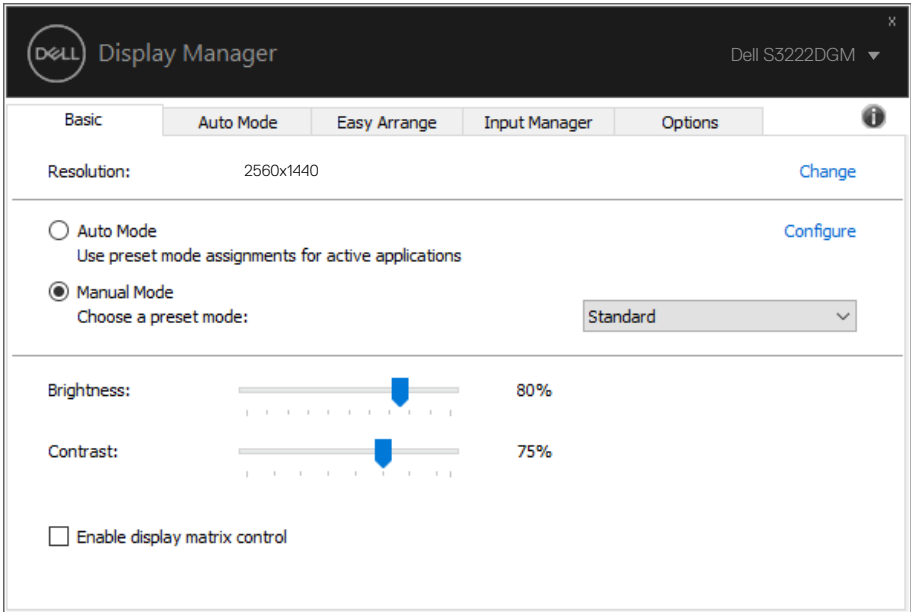 DELL Display Manager
x
Dell S3222DGM
Basic Auto Mode Easy Arrange Input Manager Options
Resolution: 2560x1440 Change
Auto Mode Configure
Use preset mode assignments for active applications
Manual Mode
Choose a preset mode: Standard
Brightness: 80%
Contrast: 75%
Enable display matrix control